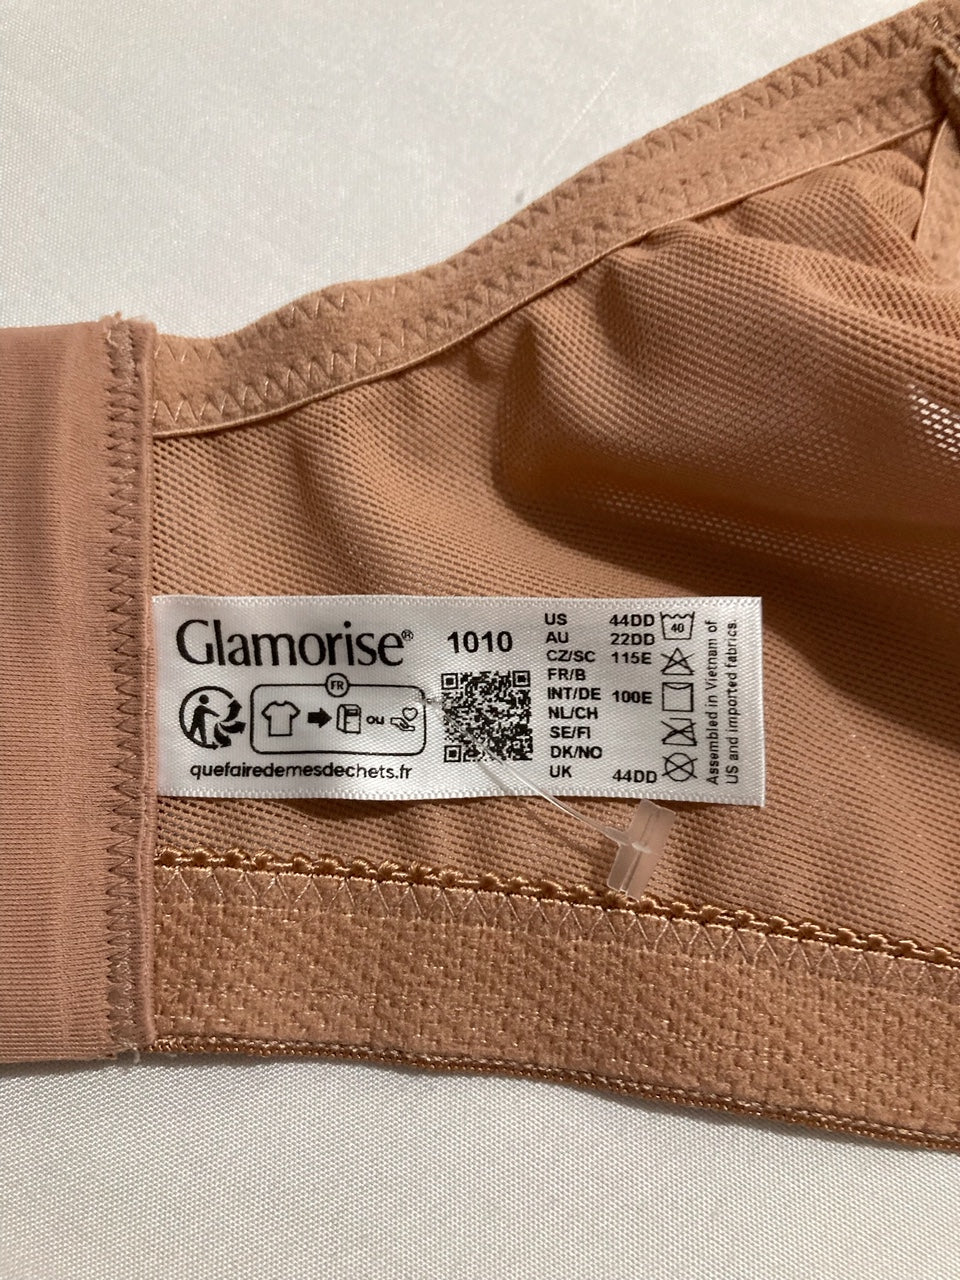 Glamorise®
FR
ou
quefairedemesdechets.fr
1010
US 44DD
AU 22DD
CZ/SC 115E
FR/B
INT/DE 100E
NL/CH
SE/FI
DK/NO
UK 44DD
40
Assembled in Vietnam of
US and imported fabrics.